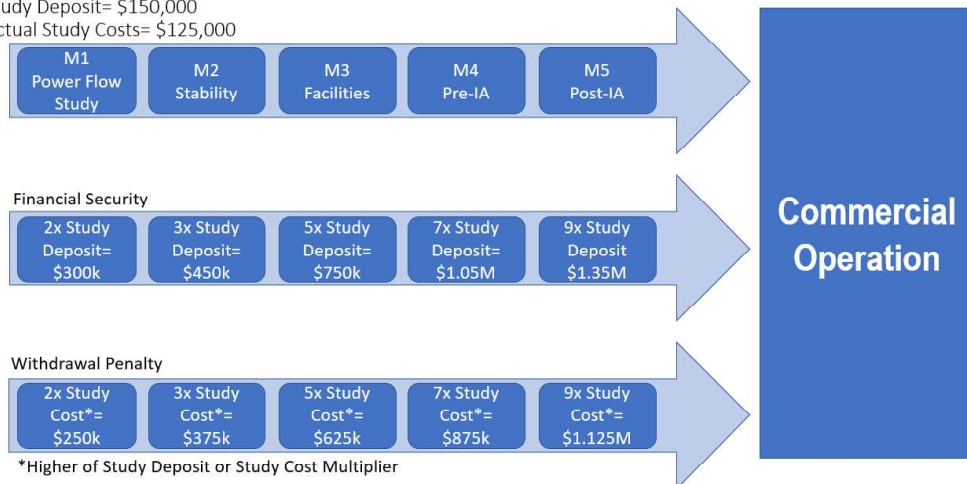 udy Deposit= $150,000
ctual Study Costs= $125,000
M1
Power Flow
Study
M2
Stability
M3
Facilities
M4
Pre-IA
M5
Post-IA
Financial Security
2x Study
Deposit=
$300k
3x Study
Deposit=
$450k
5x Study
Deposit=
$750k
7x Study
Deposit=
$1.05M
9x Study
Deposit
$1.35M
Commercial
Operation
Withdrawal Penalty
2x Study
Cost*=
$250k
3x Study
Cost*=
$375k
5x Study
Cost*=
$625k
7x Study
Cost*=
$875k
9x Study
Cost*=
$1.125M
*Higher of Study Deposit or Study Cost Multiplier